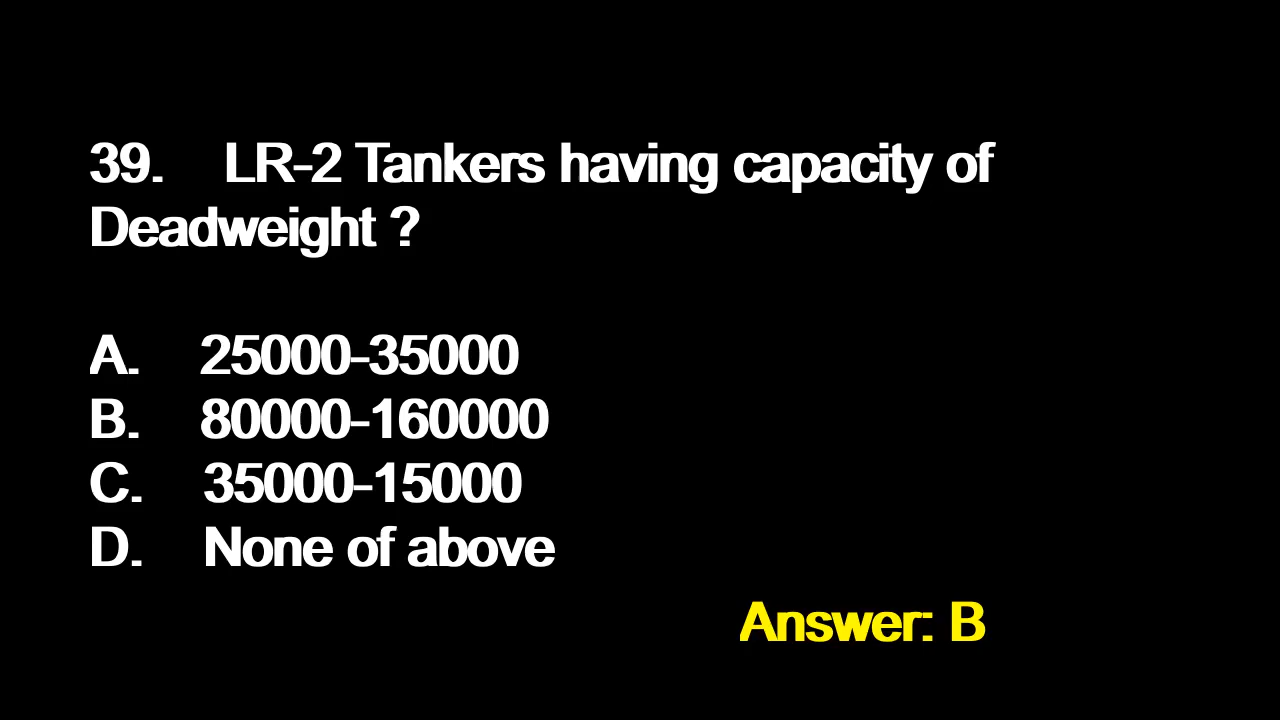 39. LR-2 Tankers having capacity of
Deadweight ?
A. 25000-35000
B. 80000-160000
C. 35000-15000
D. None of above
Answer: B